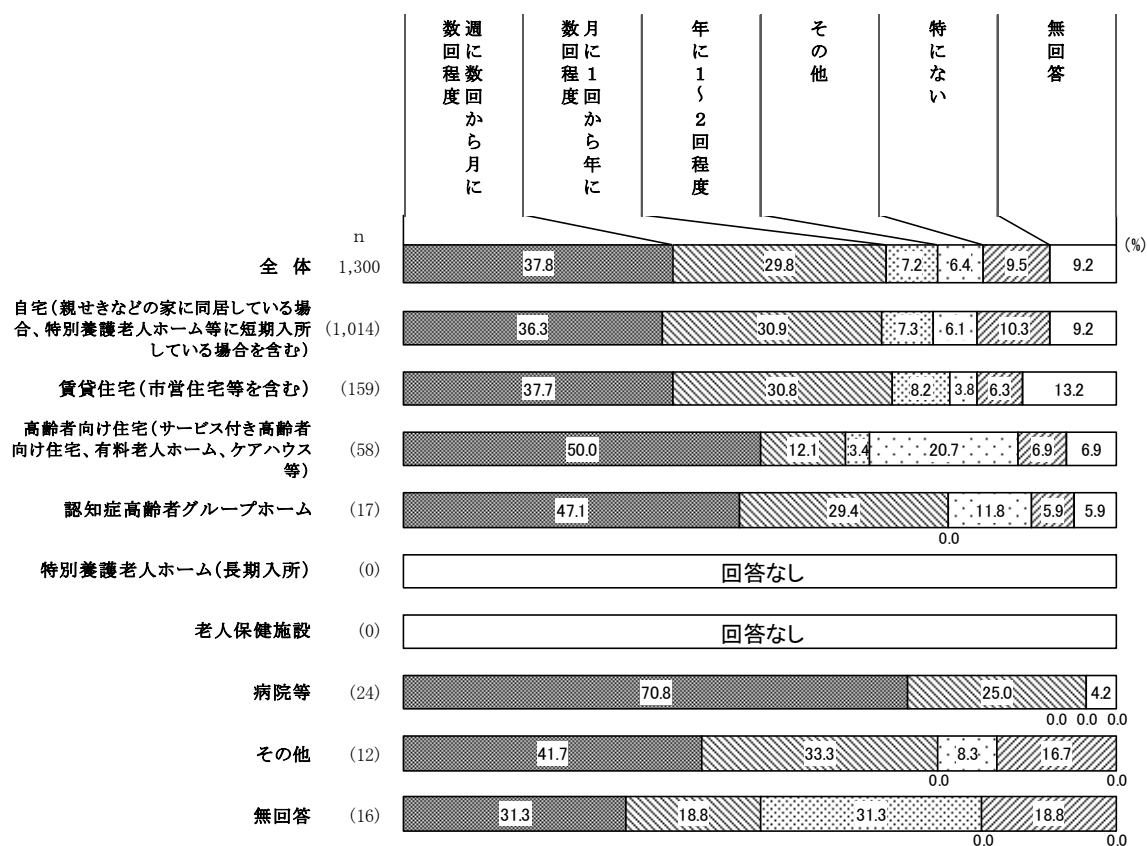 週に数回から月に
数回程度
月に1回から年に
数回程度
年に1～2回程度
その他
特にない
無回答
n
(%)
全 体 1,300 37.8 29.8 7.2 6.4 9.5 9.2
自宅(親せきなどの家に同居している場
合、特別養護老人ホーム等に短期入所
している場合を含む)
(1,014) 36.3 30.9 7.3 6.1 10.3 9.2
賃貸住宅(市営住宅等を含む) (159) 37.7 30.8 8.2 3.8 6.3 13.2
高齢者向け住宅(サービス付き高齢者
向け住宅、有料老人ホーム、ケアハウス
等)
(58) 50.0 12.1 3.4 20.7 6.9 6.9
認知症高齢者グループホーム (17) 47.1 29.4 11.8 5.9 5.9
0.0
特別養護老人ホーム(長期入所) (0) 回答なし
老人保健施設 (0) 回答なし
病院等 (24) 70.8 25.0 4.2
0.0 0.0 0.0
その他 (12) 41.7 33.3 8.3 16.7
0.0 0.0
無回答 (16) 31.3 18.8 31.3 18.8
0.0 0.0